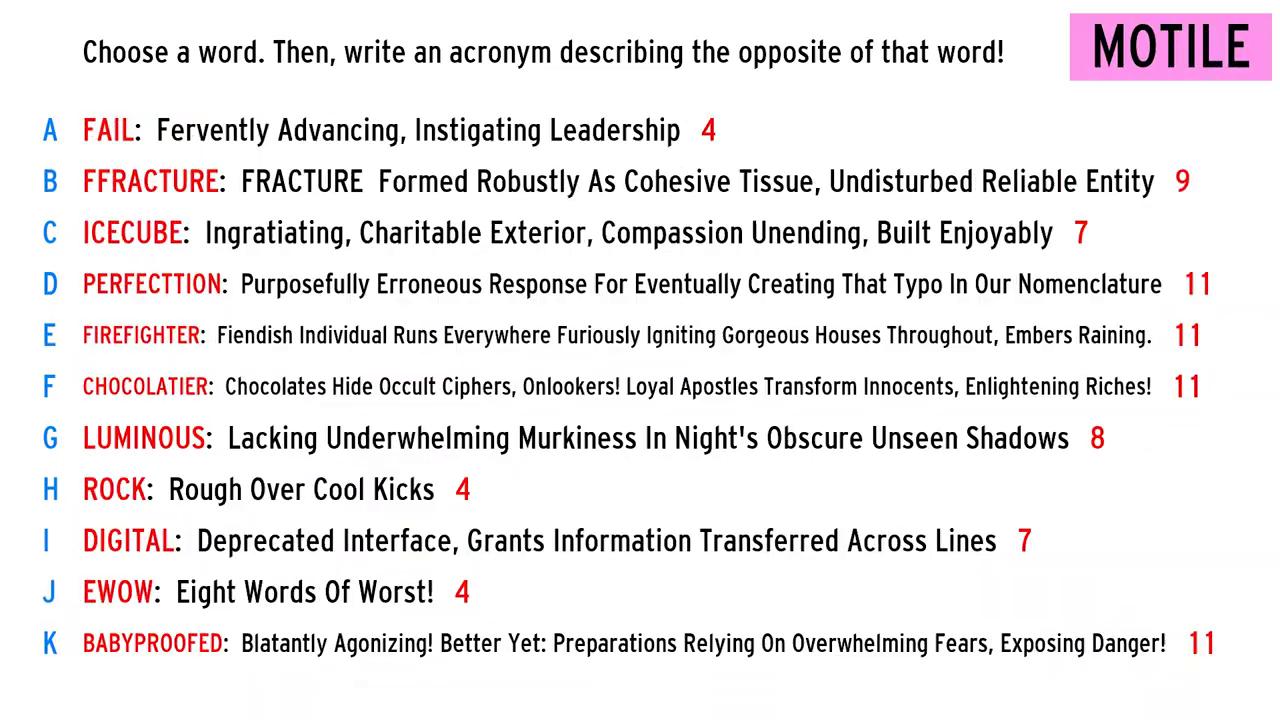 Choose a word. Then, write an acronym describing the opposite of that word!
MOTILE
A FAIL: Fervently Advancing, Instigating Leadership 4
B FFRACTURE: FRACTURE Formed Robustly As Cohesive Tissue, Undisturbed Reliable Entity 9
C ICECUBE: Ingratiating, Charitable Exterior, Compassion Unending, Built Enjoyably 7
D PERFECTTION: Purposefully Erroneous Response For Eventually Creating That Typo In Our Nomenclature 11
E FIREFIGHTER: Fiendish Individual Runs Everywhere Furiously Igniting Gorgeous Houses Throughout, Embers Raining. 11
F CHOCOLATIER: Chocolates Hide Occult Ciphers, Onlookers! Loyal Apostles Transform Innocents, Enlightening Riches! 11
G LUMINOUS: Lacking Underwhelming Murkiness In Night's Obscure Unseen Shadows 8
H ROCK: Rough Over Cool Kicks 4
I DIGITAL: Deprecated Interface, Grants Information Transferred Across Lines 7
J EWOW: Eight Words Of Worst! 4
K BABYPROOFED: Blatantly Agonizing! Better Yet: Preparations Relying On Overwhelming Fears, Exposing Danger! 11